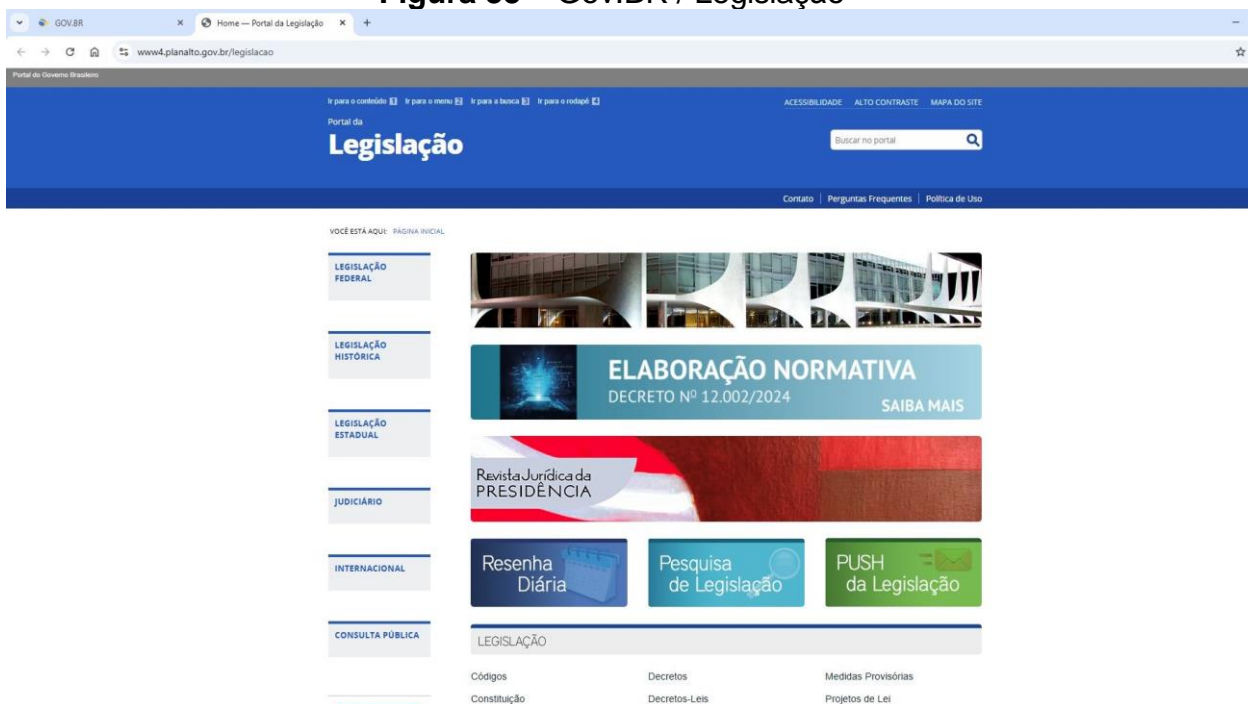 Figura 38 – Gov.BR / Legislação
GOV.BR
Home — Portal da Legislação
www4.planalto.gov.br/legislacao
Portal do Governo Brasileiro
Ir para o conteúdo 1 Ir para o menu 2 Ir para a busca 3 Ir para o rodapé 4
ACESSIBILIDADE ALTO CONTRASTE MAPA DO SITE
Portal da
Legislação
Buscar no portal
Contato Perguntas Frequentes Política de Uso
VOCÊ ESTÁ AQUI: PÁGINA INICIAL
LEGISLAÇÃO
FEDERAL
LEGISLAÇÃO
HISTÓRICA
LEGISLAÇÃO
ESTADUAL
JUDICIÁRIO
INTERNACIONAL
CONSULTA PÚBLICA
ELABORAÇÃO NORMATIVA
DECRETO Nº 12.002/2024
SAIBA MAIS
Revista Jurídica da
PRESIDÊNCIA
Resenha
Diária
Pesquisa
de Legislação
PUSH
da Legislação
LEGISLAÇÃO
Códigos Decretos Medidas Provisórias
Constituição Decretos-Leis Projetos de Lei